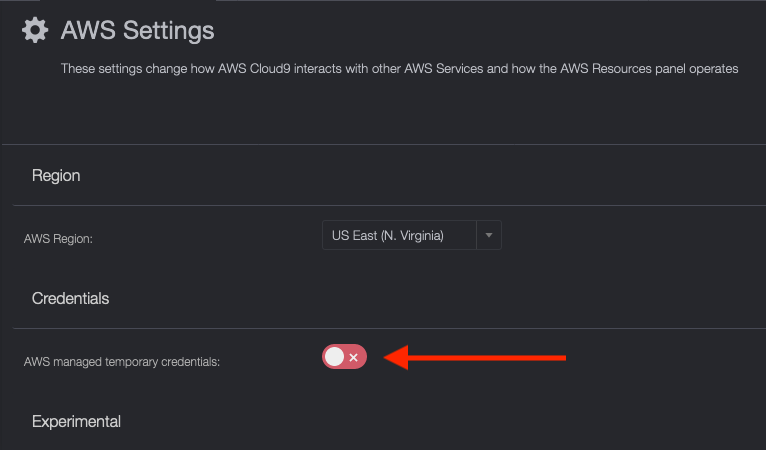 AWS Settings
These settings change how AWS Cloud9 interacts with other AWS Services and how the AWS Resources panel operates
Region
AWS Region:
US East (N. Virginia)
Credentials
AWS managed temporary credentials:
Experimental